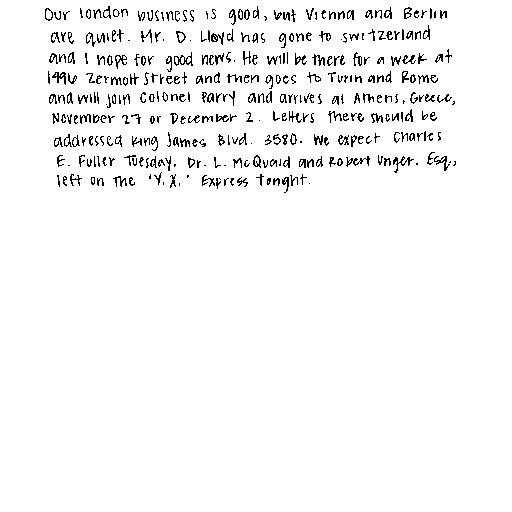 Our London business is good, but Vienna and Berlin
are quiet. Mr. D. Lloyd has gone to Switzerland
and I hope for good news. He will be there for a week at
1496 Zermott Street and then goes to Turin and Rome
and will join Colonel Parry and arrives at Athens, Greece,
November 27 or December 2. Letters there should be
addressed King James Blvd. 3580. We expect Charles
E. Fuller Tuesday. Dr. L. McQuaid and Robert Unger. Esq.,
left on the 'Y.X.' Express Tonght.